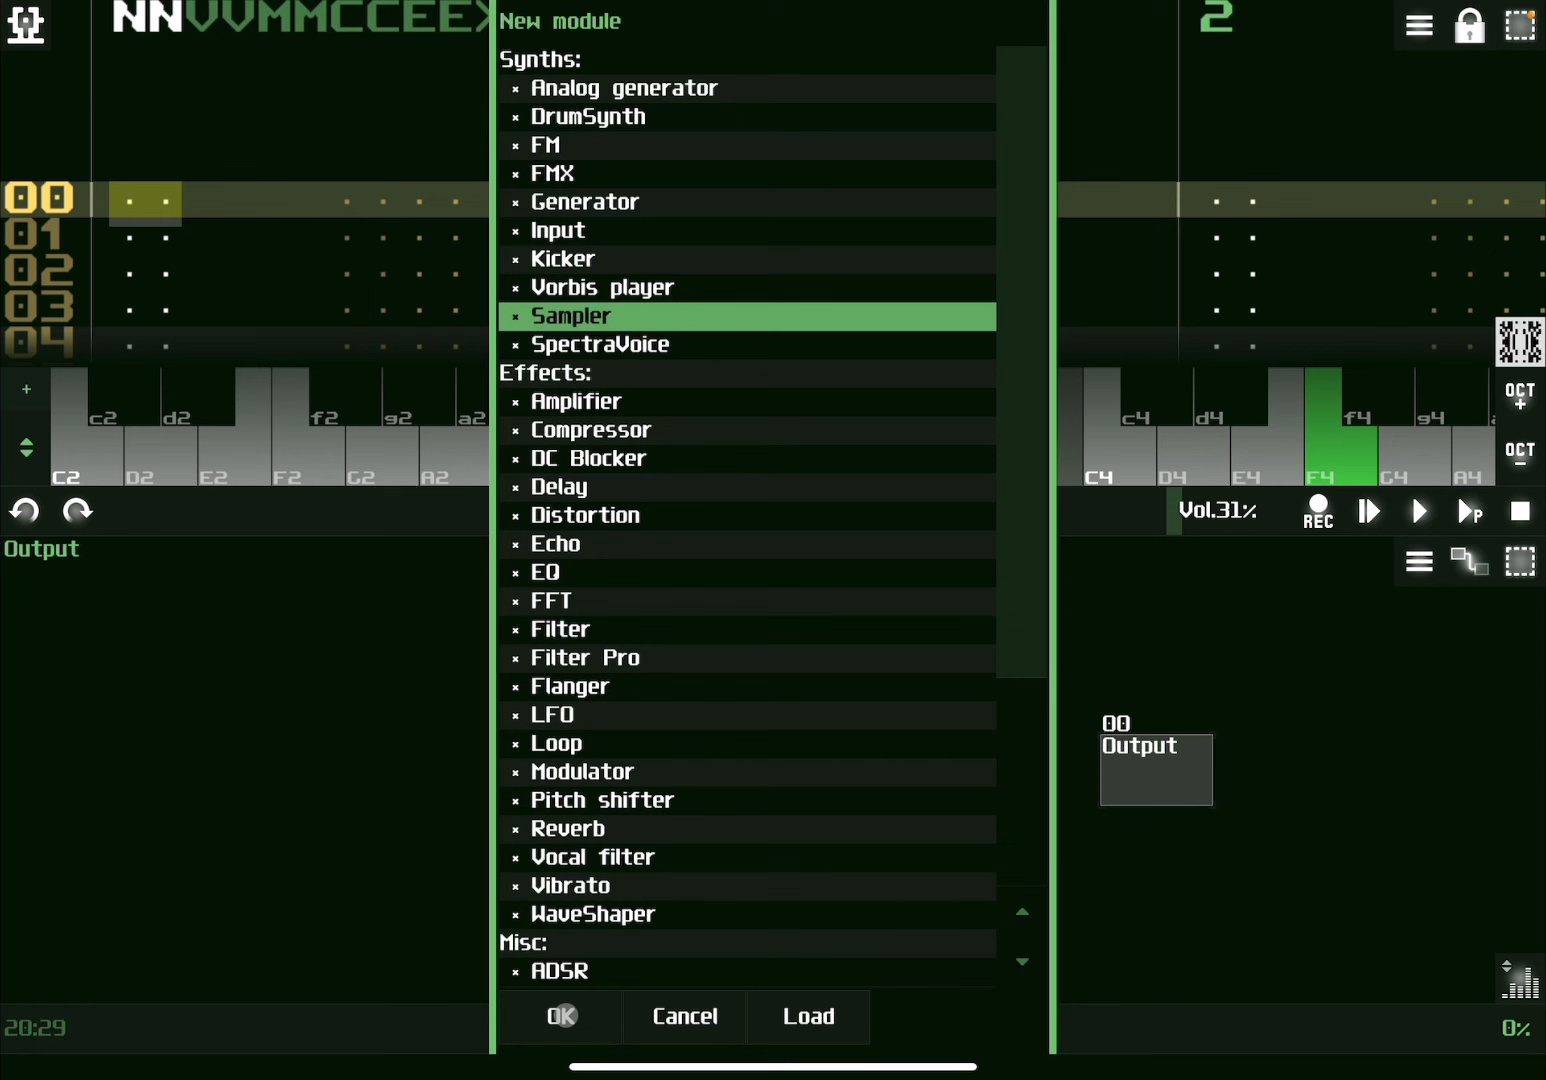 NNVVMMCCEEX
2
New module
Synths:
Analog generator
DrumSynth
FM
FMX
Generator
Input
Kicker
Vorbis player
Sampler
SpectraVoice
Effects:
Amplifier
Compressor
DC Blocker
Delay
Distortion
Echo
EQ
FFT
Filter
Filter Pro
Flanger
LFO
Loop
Modulator
Pitch shifter
Reverb
Vocal filter
Vibrato
WaveShaper
Misc:
ADSR
OK Cancel Load
00
01
02
03
04
c2 d2 f2 g2 a2
C2 D2 E2 F2 G2 A2
c4 d4 f4 g4
C4 D4 E4 F4 G4 A4
OCT
+
OCT
-
Vol.31%
REC
P
Output
00
Output
20:29
0%